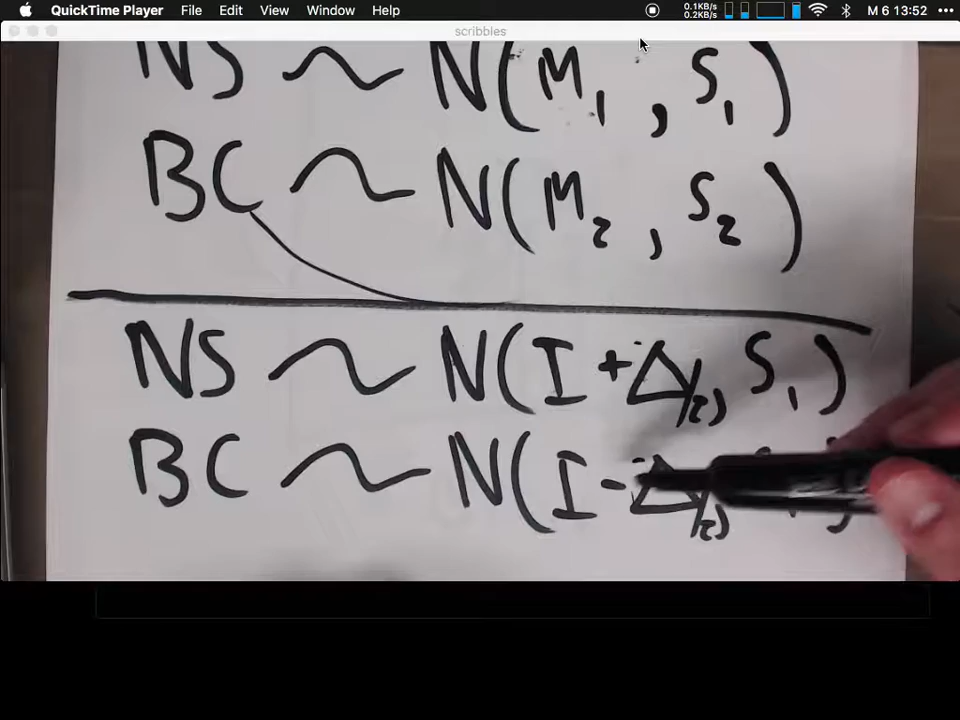 QuickTime Player File Edit View Window Help 0.1KB/s 0.2KB/s M 6 13:52
scribbles
NS ~ N(M₁, S₁)
BC ~ N(M₂, S₂)
NS ~ N(I + Δ/2, S₁)
BC ~ N(I - Δ/2,